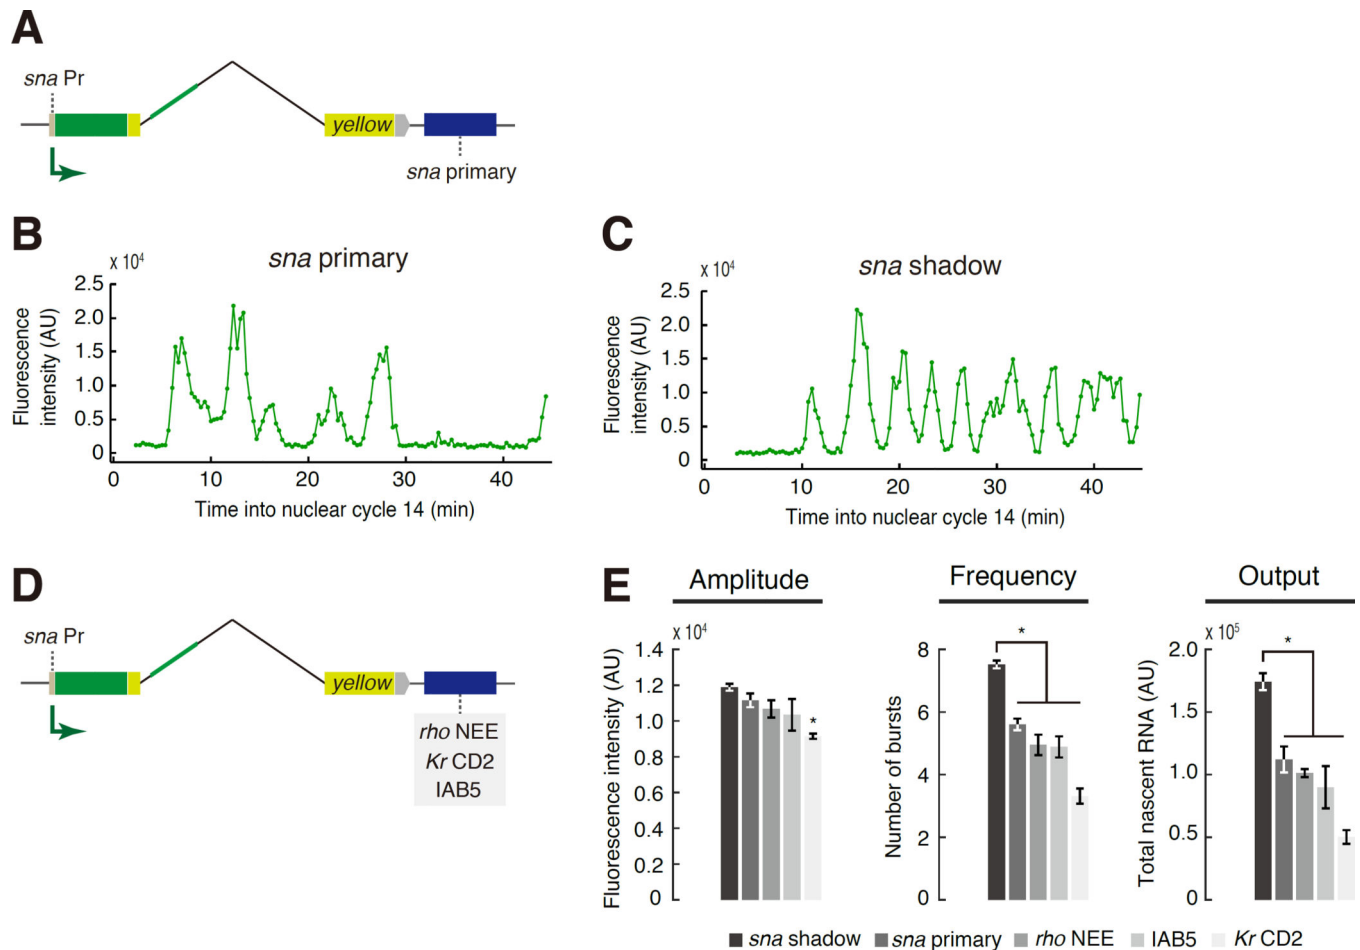 A
sna Pr
yellow
sna primary
B
sna primary
x 10⁴
Fluorescence
intensity (AU)
2.5
2.0
1.5
1.0
0.5
0
0
10
20
30
40
Time into nuclear cycle 14 (min)
C
sna shadow
x 10⁴
Fluorescence
intensity (AU)
2.5
2.0
1.5
1.0
0.5
0
0
10
20
30
40
Time into nuclear cycle 14 (min)
D
sna Pr
yellow
rho NEE
Kr CD2
IAB5
E
Amplitude
x 10⁴
Fluorescence intensity (AU)
1.4
1.2
1.0
0.8
0.6
0.4
0.2
0
*
Frequency
Number of bursts
8
6
4
2
0
*
Output
x 10⁵
Total nascent RNA (AU)
2.0
1.5
1.0
0.5
0
*
sna shadow
sna primary
rho NEE
IAB5
Kr CD2